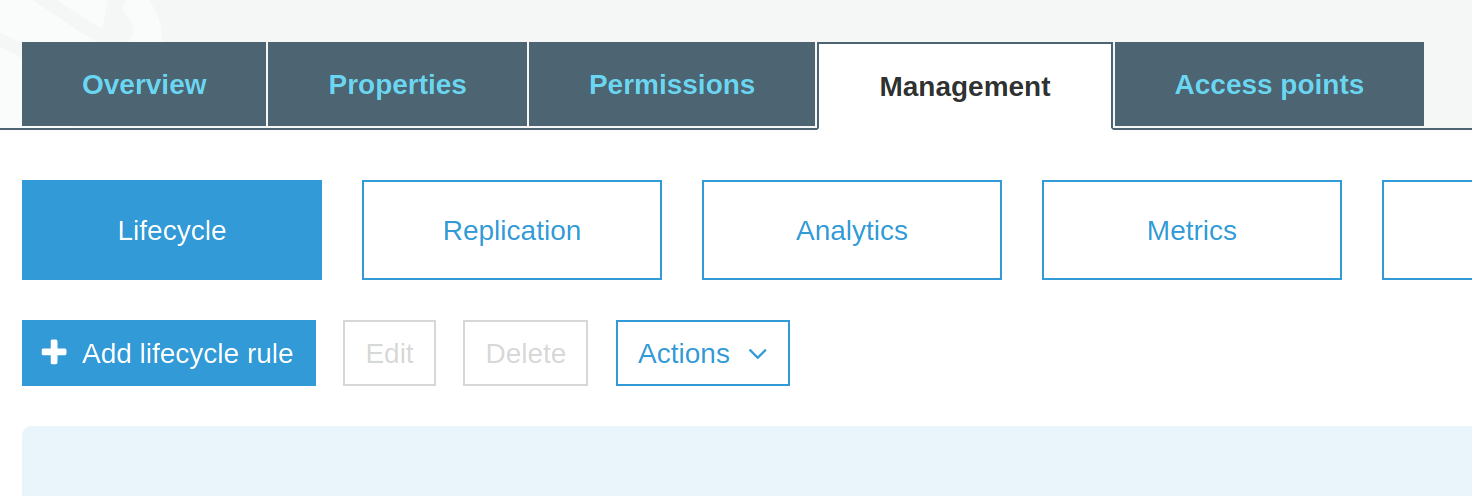 Overview Properties Permissions Management Access points
Lifecycle Replication Analytics Metrics
Add lifecycle rule Edit Delete Actions